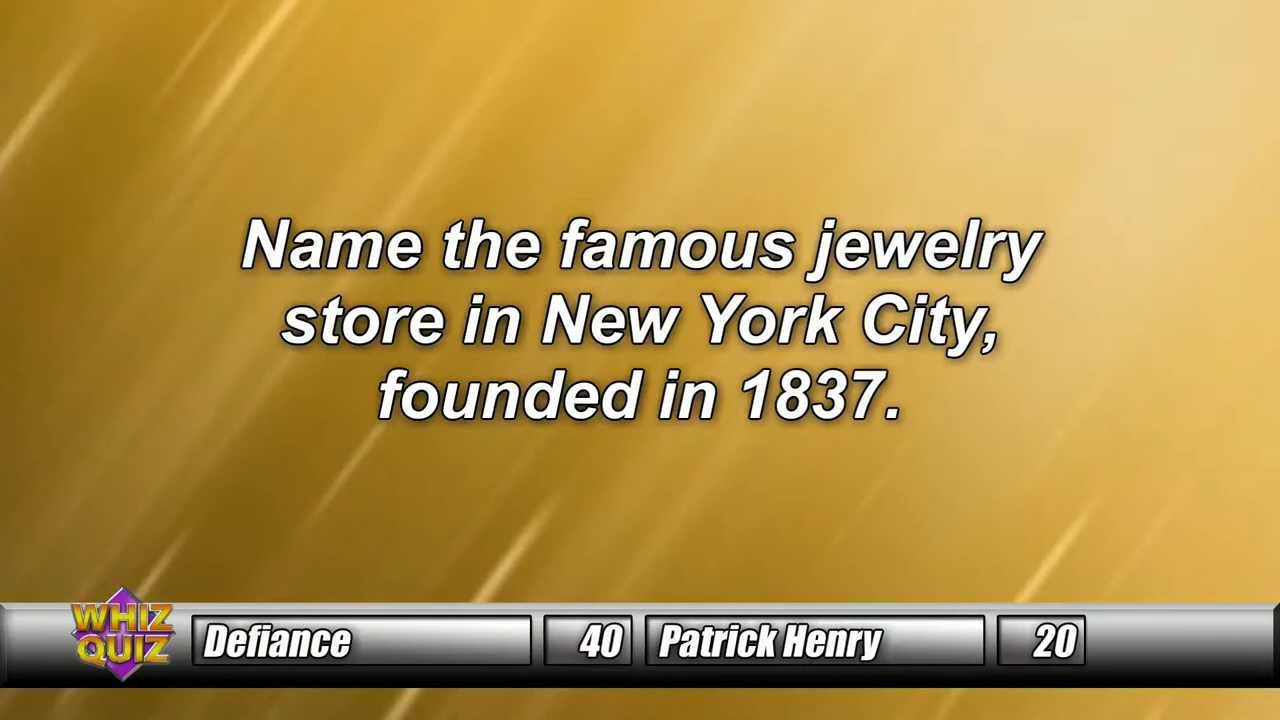 Name the famous jewelry
store in New York City,
founded in 1837.
WHIZ
QUIZ
Defiance 40 Patrick Henry 20